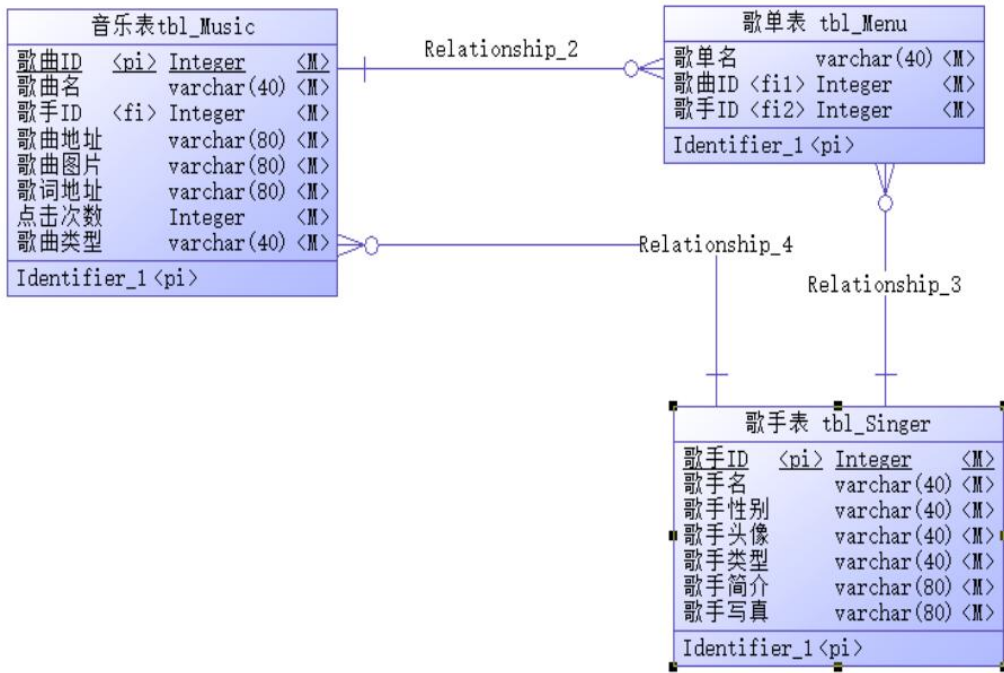 音乐表tbl_Music
歌曲ID <pi> Integer <M>
歌曲名 varchar(40) <M>
歌手ID <fi> Integer <M>
歌曲地址 varchar(80) <M>
歌曲图片 varchar(80) <M>
歌词地址 varchar(80) <M>
点击次数 Integer <M>
歌曲类型 varchar(40) <M>
Identifier_1<pi>
Relationship_2
歌单表 tbl_Menu
歌单名 varchar(40) <M>
歌曲ID <fi1> Integer <M>
歌手ID <fi2> Integer <M>
Identifier_1<pi>
Relationship_4
Relationship_3
歌手表 tbl_Singer
歌手ID <pi> Integer <M>
歌手名 varchar(40) <M>
歌手性别 varchar(40) <M>
歌手头像 varchar(40) <M>
歌手类型 varchar(40) <M>
歌手简介 varchar(80) <M>
歌手写真 varchar(80) <M>
Identifier_1<pi>